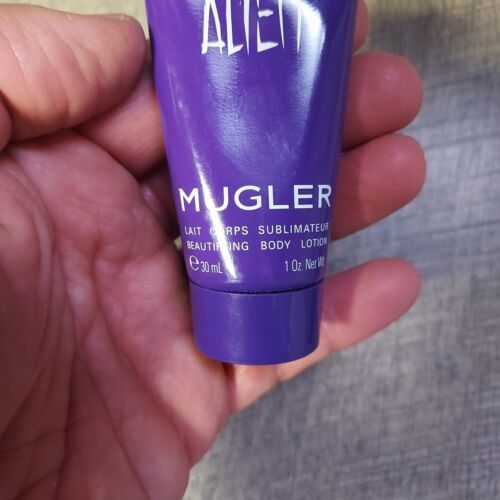 ALIEN
MUGLER
LAIT CORPS SUBLIMATEUR
BEAUTIFYING BODY LOTION
℮ 30 mL 1 Oz. Net Wt.